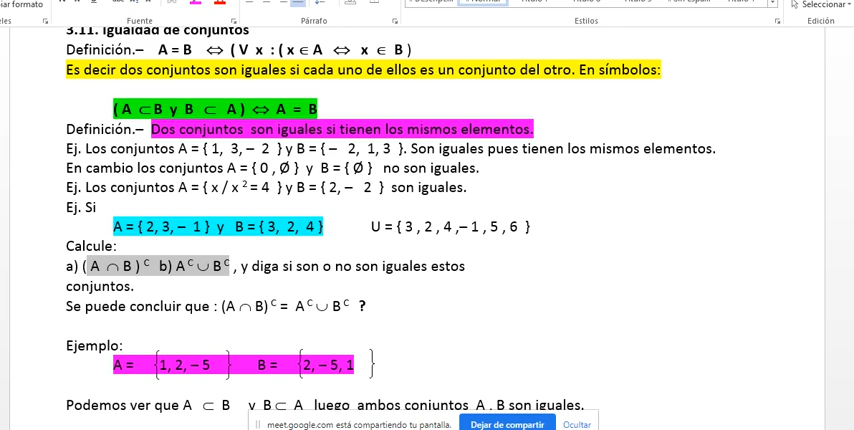 iar formato
Fuente
Párrafo
Estilos
Edición
Seleccionar
3.11. Igualdad de conjuntos
Definición.– A = B ⇔ ( V x : ( x ∈ A ⇔ x ∈ B )
Es decir dos conjuntos son iguales si cada uno de ellos es un conjunto del otro. En símbolos:
( A ⊂ B y B ⊂ A ) ⇔ A = B
Definición.– Dos conjuntos son iguales si tienen los mismos elementos.
Ej. Los conjuntos A = { 1, 3, – 2 } y B = { – 2, 1, 3 }. Son iguales pues tienen los mismos elementos.
En cambio los conjuntos A = { 0 , Ø } y B = { Ø } no son iguales.
Ej. Los conjuntos A = { x / x ² = 4 } y B = { 2, – 2 } son iguales.
Ej. Si
A = { 2, 3, – 1 } y B = { 3, 2, 4 } U = { 3 , 2 , 4 ,– 1 , 5 , 6 }
Calcule:
a) ( A ∩ B ) ᶜ b) A ᶜ ∪ B ᶜ , y diga si son o no son iguales estos
conjuntos.
Se puede concluir que : (A ∩ B) ᶜ = A ᶜ ∪ B ᶜ ?
Ejemplo:
A = { 1, 2, – 5 } B = { 2, – 5, 1 }
Podemos ver que A ⊂ B y B ⊂ A luego ambos conjuntos A , B son iguales.
meet.google.com está compartiendo tu pantalla. Dejar de compartir Ocultar